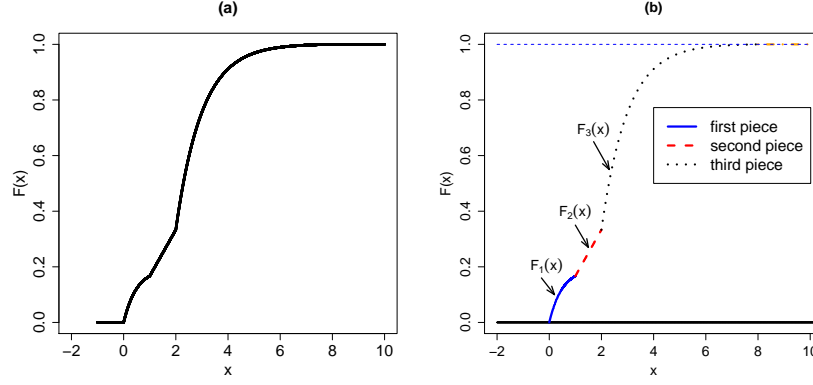 (a)
F(x)
1.0
0.8
0.6
0.4
0.2
0.0
−2 0 2 4 6 8 10
x
(b)
F(x)
1.0
0.8
0.6
0.4
0.2
0.0
F₃(x)
F₂(x)
F₁(x)
first piece
second piece
third piece
−2 0 2 4 6 8 10
x